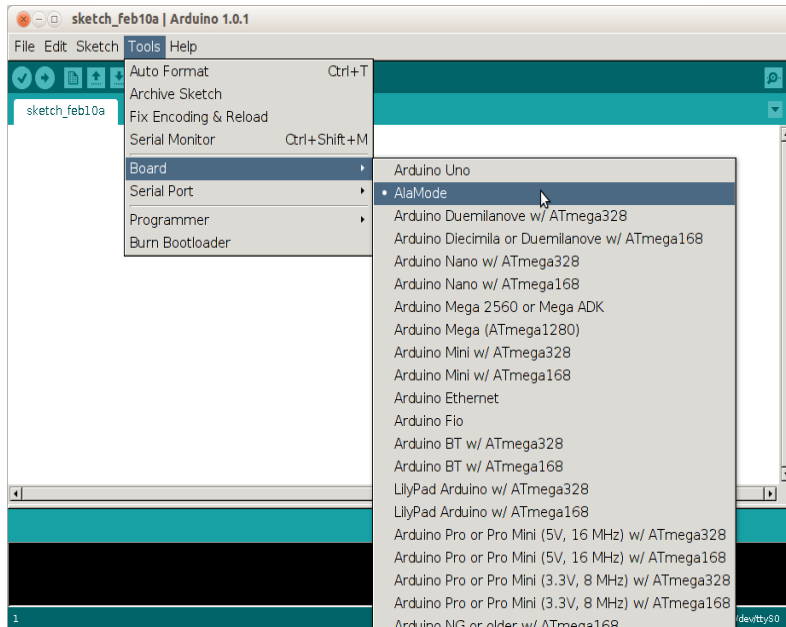 sketch_feb10a | Arduino 1.0.1
File Edit Sketch Tools Help
Auto Format Ctrl+T
Archive Sketch
sketch_feb10a
Fix Encoding & Reload
Serial Monitor Ctrl+Shift+M
Board
Serial Port
Programmer
Burn Bootloader
Arduino Uno
• AlaMode
Arduino Duemilanove w/ ATmega328
Arduino Diecimila or Duemilanove w/ ATmega168
Arduino Nano w/ ATmega328
Arduino Nano w/ ATmega168
Arduino Mega 2560 or Mega ADK
Arduino Mega (ATmega1280)
Arduino Mini w/ ATmega328
Arduino Mini w/ ATmega168
Arduino Ethernet
Arduino Fio
Arduino BT w/ ATmega328
Arduino BT w/ ATmega168
LilyPad Arduino w/ ATmega328
LilyPad Arduino w/ ATmega168
Arduino Pro or Pro Mini (5V, 16 MHz) w/ ATmega328
Arduino Pro or Pro Mini (5V, 16 MHz) w/ ATmega168
Arduino Pro or Pro Mini (3.3V, 8 MHz) w/ ATmega328
Arduino Pro or Pro Mini (3.3V, 8 MHz) w/ ATmega168
Arduino NG or older w/ ATmega168
1
/dev/ttyS0